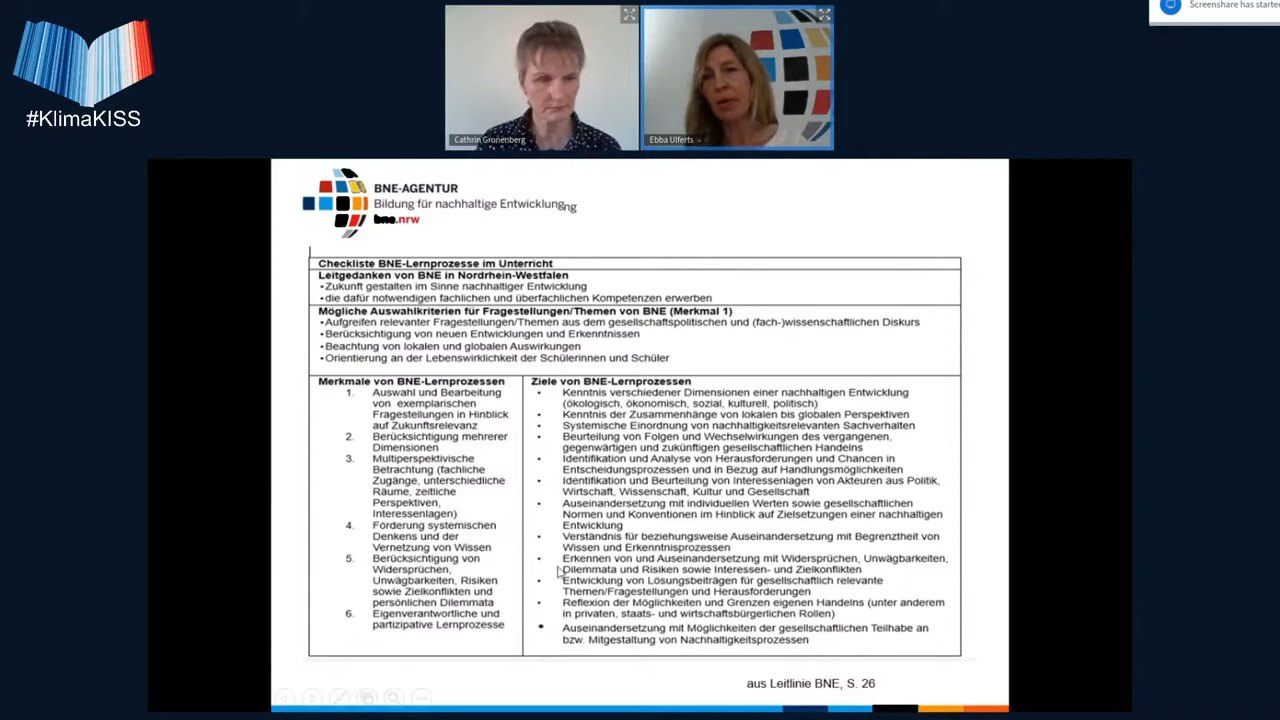 Screenshare has starte
#KlimaKISS
Cathrin Gronenberg
Ebba Ulferts
BNE-AGENTUR
Bildung für nachhaltige Entwicklung
ng
bne.nrw
Checkliste BNE-Lernprozesse im Unterricht
Leitgedanken von BNE in Nordrhein-Westfalen
•Zukunft gestalten im Sinne nachhaltiger Entwicklung
•die dafür notwendigen fachlichen und überfachlichen Kompetenzen erwerben
Mögliche Auswahlkriterien für Fragestellungen/Themen von BNE (Merkmal 1)
•Aufgreifen relevanter Fragestellungen/Themen aus dem gesellschaftspolitischen und (fach-)wissenschaftlichen Diskurs
•Berücksichtigung von neuen Entwicklungen und Erkenntnissen
•Beachtung von lokalen und globalen Auswirkungen
•Orientierung an der Lebenswirklichkeit der Schülerinnen und Schüler
Merkmale von BNE-Lernprozessen
1. Auswahl und Bearbeitung
von exemplarischen
Fragestellungen in Hinblick
auf Zukunftsrelevanz
2. Berücksichtigung mehrerer
Dimensionen
3. Multiperspektivische
Betrachtung (fachliche
Zugänge, unterschiedliche
Räume, zeitliche
Perspektiven,
Interessenlagen)
4. Förderung systemischen
Denkens und der
Vernetzung von Wissen
5. Berücksichtigung von
Widersprüchen,
Unwägbarkeiten, Risiken
sowie Zielkonflikten und
persönlichen Dilemmata
6. Eigenverantwortliche und
partizipative Lernprozesse
Ziele von BNE-Lernprozessen
• Kenntnis verschiedener Dimensionen einer nachhaltigen Entwicklung
(ökologisch, ökonomisch, sozial, kulturell, politisch)
• Kenntnis der Zusammenhänge von lokalen bis globalen Perspektiven
• Systemische Einordnung von nachhaltigkeitsrelevanten Sachverhalten
• Beurteilung von Folgen und Wechselwirkungen des vergangenen,
gegenwärtigen und zukünftigen gesellschaftlichen Handelns
• Identifikation und Analyse von Herausforderungen und Chancen in
Entscheidungsprozessen und in Bezug auf Handlungsmöglichkeiten
• Identifikation und Beurteilung von Interessenlagen von Akteuren aus Politik,
Wirtschaft, Wissenschaft, Kultur und Gesellschaft
• Auseinandersetzung mit individuellen Werten sowie gesellschaftlichen
Normen und Konventionen im Hinblick auf Zielsetzungen einer nachhaltigen
Entwicklung
• Verständnis für beziehungsweise Auseinandersetzung mit Begrenztheit von
Wissen und Erkenntnisprozessen
• Erkennen von und Auseinandersetzung mit Widersprüchen, Unwägbarkeiten,
Dilemmata und Risiken sowie Interessen- und Zielkonflikten
• Entwicklung von Lösungsbeiträgen für gesellschaftlich relevante
Themen/Fragestellungen und Herausforderungen
• Reflexion der Möglichkeiten und Grenzen eigenen Handelns (unter anderem
in privaten, staats- und wirtschaftsbürgerlichen Rollen)
• Auseinandersetzung mit Möglichkeiten der gesellschaftlichen Teilhabe an
bzw. Mitgestaltung von Nachhaltigkeitsprozessen
aus Leitlinie BNE, S. 26